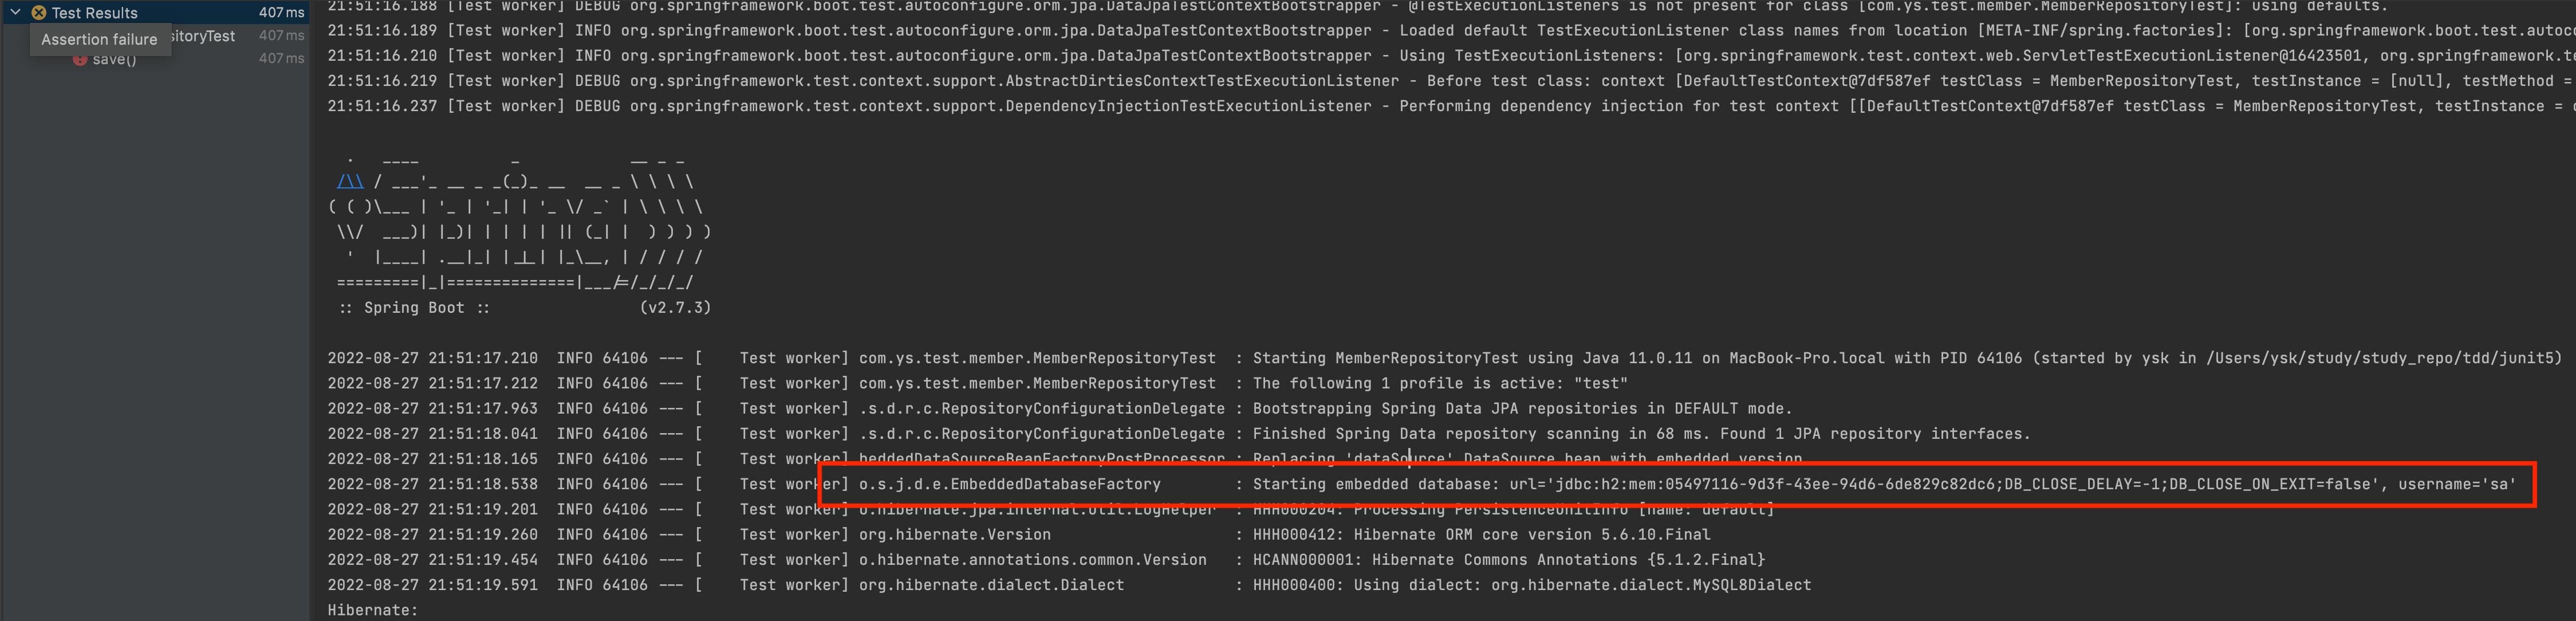 Test Results 407 ms
Assertion failure
sitoryTest 407 ms
save() 407 ms
21:51:16.188 [Test worker] DEBUG org.springframework.boot.test.autoconfigure.orm.jpa.DataJpaTestContextBootstrapper - @TestExecutionListeners is not present for class [com.ys.test.member.MemberRepositoryTest]: using defaults.
21:51:16.189 [Test worker] INFO org.springframework.boot.test.autoconfigure.orm.jpa.DataJpaTestContextBootstrapper - Loaded default TestExecutionListener class names from location [META-INF/spring.factories]: [org.springframework.boot.test.autoco
21:51:16.210 [Test worker] INFO org.springframework.boot.test.autoconfigure.orm.jpa.DataJpaTestContextBootstrapper - Using TestExecutionListeners: [org.springframework.test.context.web.ServletTestExecutionListener@16423501, org.springframework.te
21:51:16.219 [Test worker] DEBUG org.springframework.test.context.support.AbstractDirtiesContextTestExecutionListener - Before test class: context [DefaultTestContext@7df587ef testClass = MemberRepositoryTest, testInstance = [null], testMethod =
21:51:16.237 [Test worker] DEBUG org.springframework.test.context.support.DependencyInjectionTestExecutionListener - Performing dependency injection for test context [[DefaultTestContext@7df587ef testClass = MemberRepositoryTest, testInstance = c
:: Spring Boot :: (v2.7.3)
2022-08-27 21:51:17.210  INFO 64106 --- [    Test worker] com.ys.test.member.MemberRepositoryTest  : Starting MemberRepositoryTest using Java 11.0.11 on MacBook-Pro.local with PID 64106 (started by ysk in /Users/ysk/study/study_repo/tdd/junit5)
2022-08-27 21:51:17.212  INFO 64106 --- [    Test worker] com.ys.test.member.MemberRepositoryTest  : The following 1 profile is active: "test"
2022-08-27 21:51:17.963  INFO 64106 --- [    Test worker] .s.d.r.c.RepositoryConfigurationDelegate : Bootstrapping Spring Data JPA repositories in DEFAULT mode.
2022-08-27 21:51:18.041  INFO 64106 --- [    Test worker] .s.d.r.c.RepositoryConfigurationDelegate : Finished Spring Data repository scanning in 68 ms. Found 1 JPA repository interfaces.
2022-08-27 21:51:18.165  INFO 64106 --- [    Test worker] beddedDataSourceBeanFactoryPostProcessor : Replacing 'dataSource' DataSource bean with embedded version
2022-08-27 21:51:18.538  INFO 64106 --- [    Test worker] o.s.j.d.e.EmbeddedDatabaseFactory        : Starting embedded database: url='jdbc:h2:mem:05497116-9d3f-43ee-94d6-6de829c82dc6;DB_CLOSE_DELAY=-1;DB_CLOSE_ON_EXIT=false', username='sa'
2022-08-27 21:51:19.201  INFO 64106 --- [    Test worker] o.hibernate.jpa.internal.util.LogHelper  : HHH000204: Processing PersistenceUnitInfo [name: default]
2022-08-27 21:51:19.260  INFO 64106 --- [    Test worker] org.hibernate.Version                    : HHH000412: Hibernate ORM core version 5.6.10.Final
2022-08-27 21:51:19.454  INFO 64106 --- [    Test worker] o.hibernate.annotations.common.Version   : HCANN000001: Hibernate Commons Annotations {5.1.2.Final}
2022-08-27 21:51:19.591  INFO 64106 --- [    Test worker] org.hibernate.dialect.Dialect            : HHH000400: Using dialect: org.hibernate.dialect.MySQL8Dialect
Hibernate: